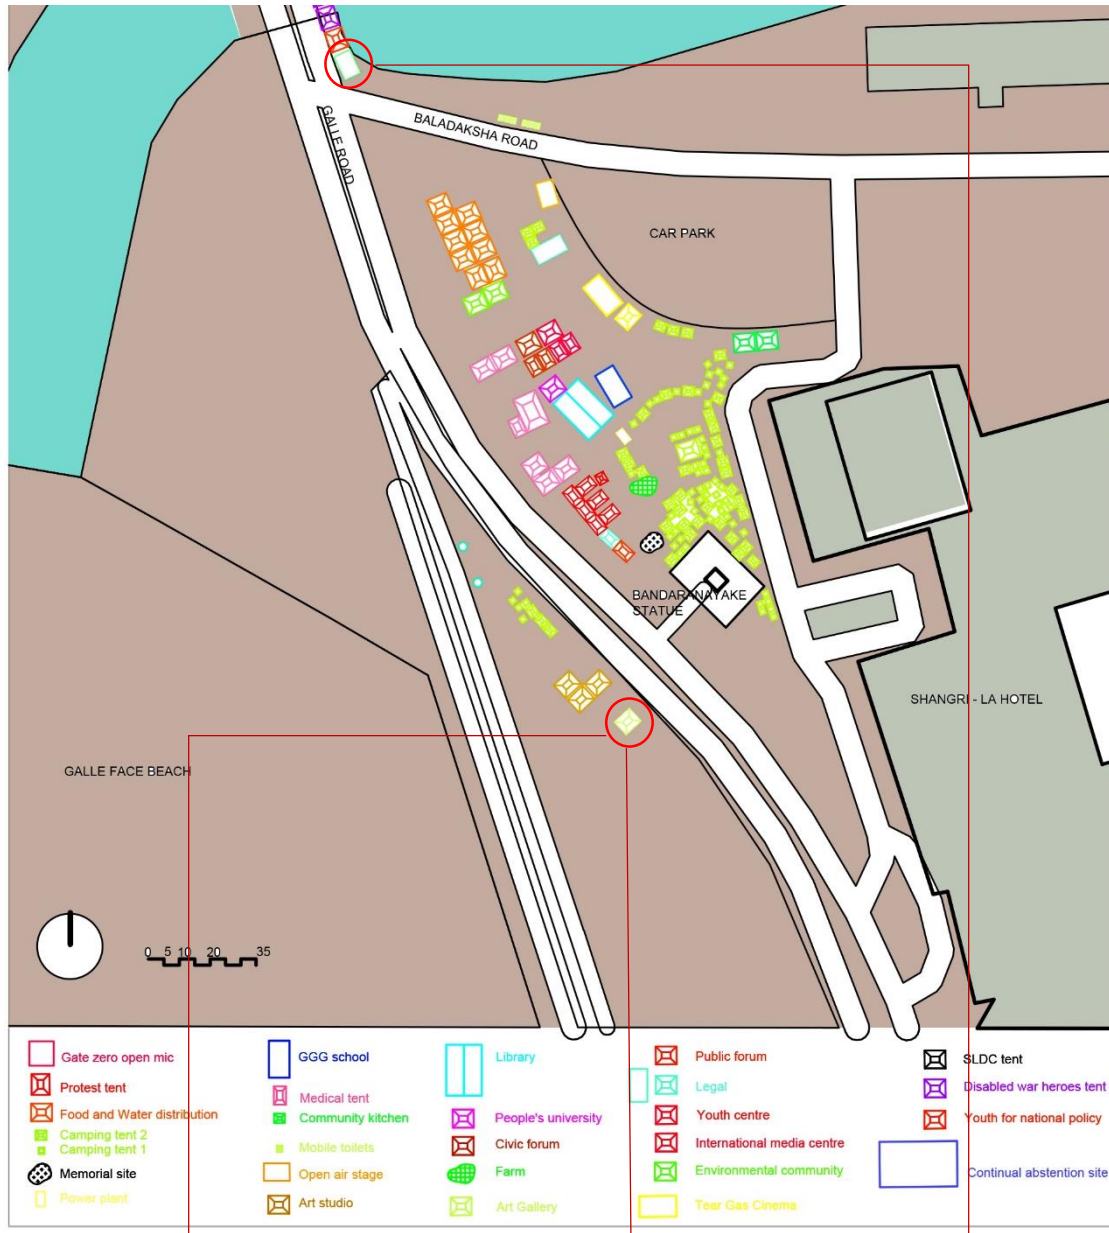 GALLE ROAD
BALADAKSHA ROAD
CAR PARK
BANDARANAYAKE
STATUE
SHANGRI - LA HOTEL
GALLE FACE BEACH
0 5 10 20 35
Gate zero open mic
Protest tent
Food and Water distribution
Camping tent 2
Camping tent 1
Memorial site
Power plant
GGG school
Medical tent
Community kitchen
Mobile toilets
Open air stage
Art studio
Library
People's university
Civic forum
Farm
Art Gallery
Public forum
Legal
Youth centre
International media centre
Environmental community
Tear Gas Cinema
SLDC tent
Disabled war heroes tent
Youth for national policy
Continual abstention site